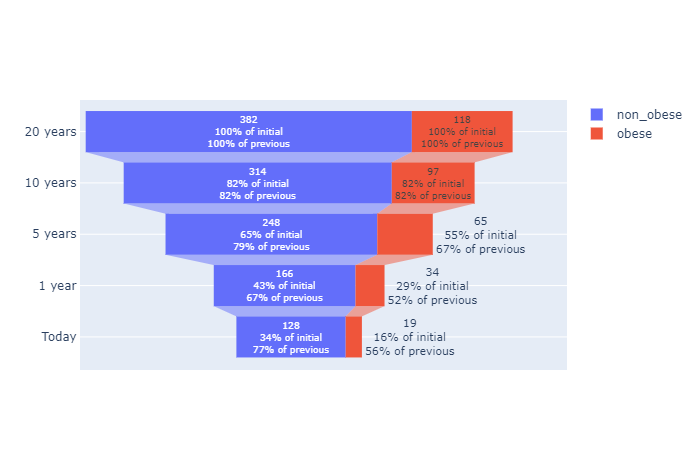 non_obese
obese
20 years
382
100% of initial
100% of previous
118
100% of initial
100% of previous
10 years
314
82% of initial
82% of previous
97
82% of initial
82% of previous
5 years
248
65% of initial
79% of previous
65
55% of initial
67% of previous
1 year
166
43% of initial
67% of previous
34
29% of initial
52% of previous
Today
128
34% of initial
77% of previous
19
16% of initial
56% of previous